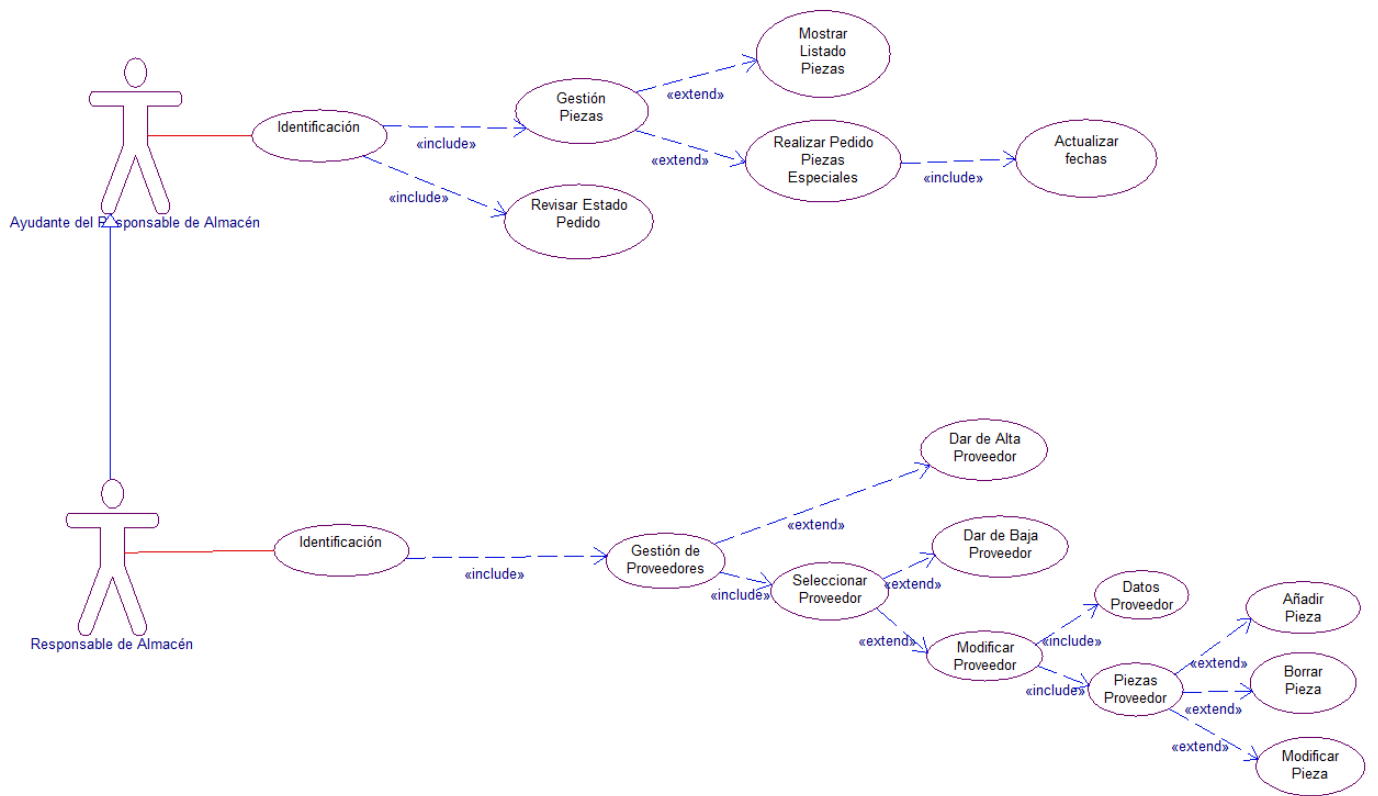 Mostrar
Listado
Piezas
«extend»
Gestión
Piezas
Identificación
«include»
«extend»
Realizar Pedido
Piezas
Especiales
«include»
Actualizar
fechas
«include»
Revisar Estado
Pedido
Ayudante del Responsable de Almacén
Dar de Alta
Proveedor
«extend»
Identificación
«include»
Gestión de
Proveedores
«include»
Seleccionar
Proveedor
«extend»
Dar de Baja
Proveedor
«extend»
Modificar
Proveedor
«include»
Datos
Proveedor
«include»
Piezas
Proveedor
«extend»
Añadir
Pieza
«extend»
Borrar
Pieza
«extend»
Modificar
Pieza
Responsable de Almacén